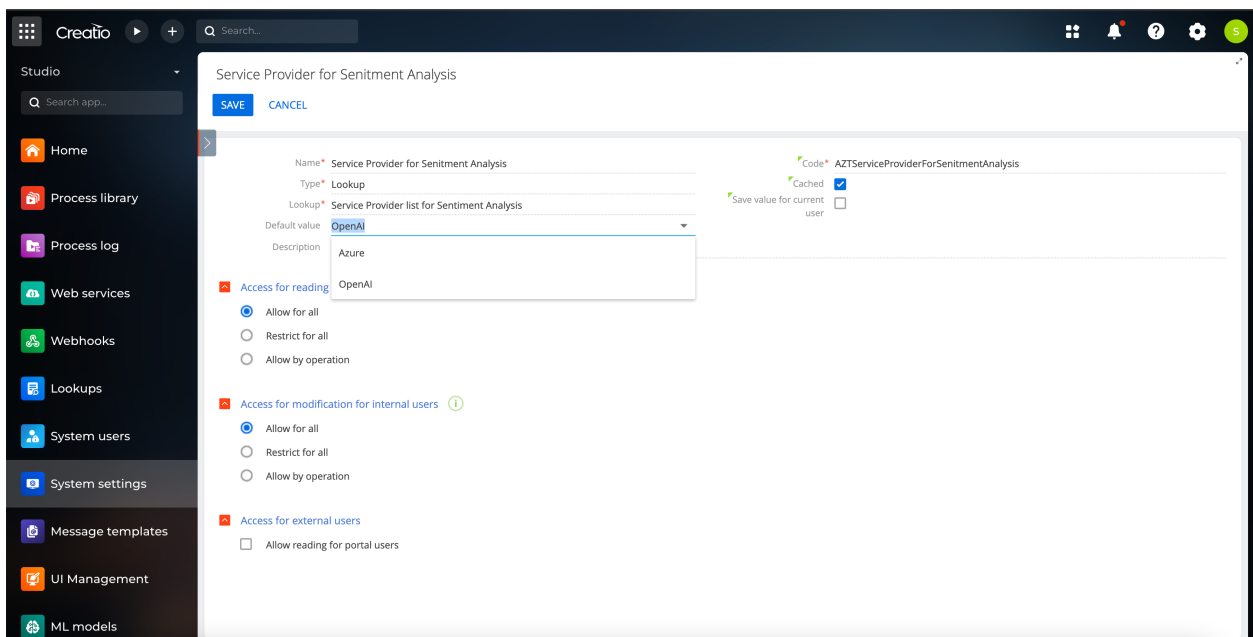 Creatio
Search...
S
Studio
Search app...
Home
Process library
Process log
Web services
Webhooks
Lookups
System users
System settings
Message templates
UI Management
ML models
Service Provider for Senitment Analysis
SAVE CANCEL
Name* Service Provider for Senitment Analysis
Type* Lookup
Lookup* Service Provider list for Sentiment Analysis
Default value OpenAI
Description
Azure
OpenAI
Code* AZTServiceProviderForSenitmentAnalysis
Cached
Save value for current
user
Access for reading
Allow for all
Restrict for all
Allow by operation
Access for modification for internal users i
Allow for all
Restrict for all
Allow by operation
Access for external users
Allow reading for portal users